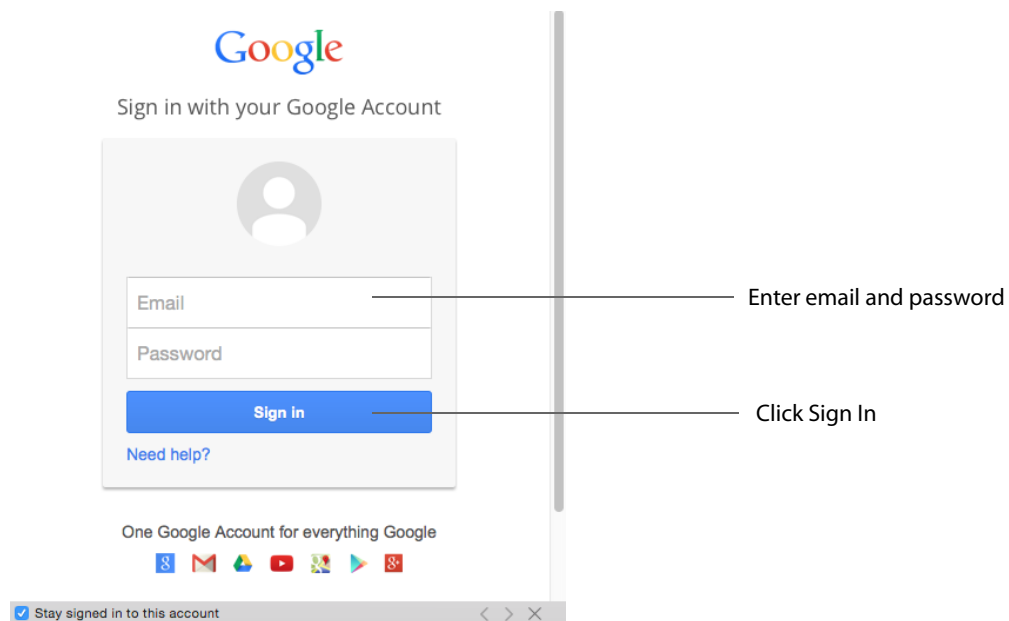 Google
Sign in with your Google Account
Email
Enter email and password
Password
Sign in
Click Sign In
Need help?
One Google Account for everything Google
Stay signed in to this account